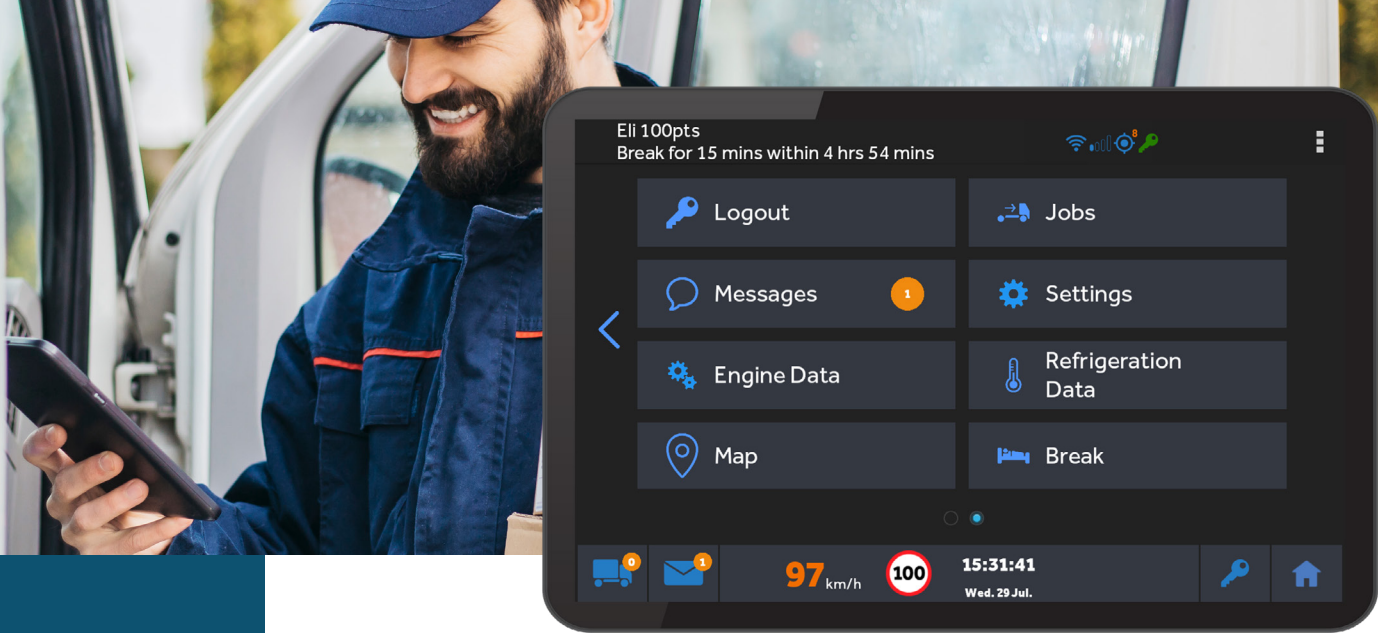 Eli 100pts
Break for 15 mins within 4 hrs 54 mins
8
Logout
Jobs
Messages 1
Settings
Engine Data
Refrigeration
Data
Map
Break
0
1
97 km/h
100
15:31:41
Wed. 29 Jul.